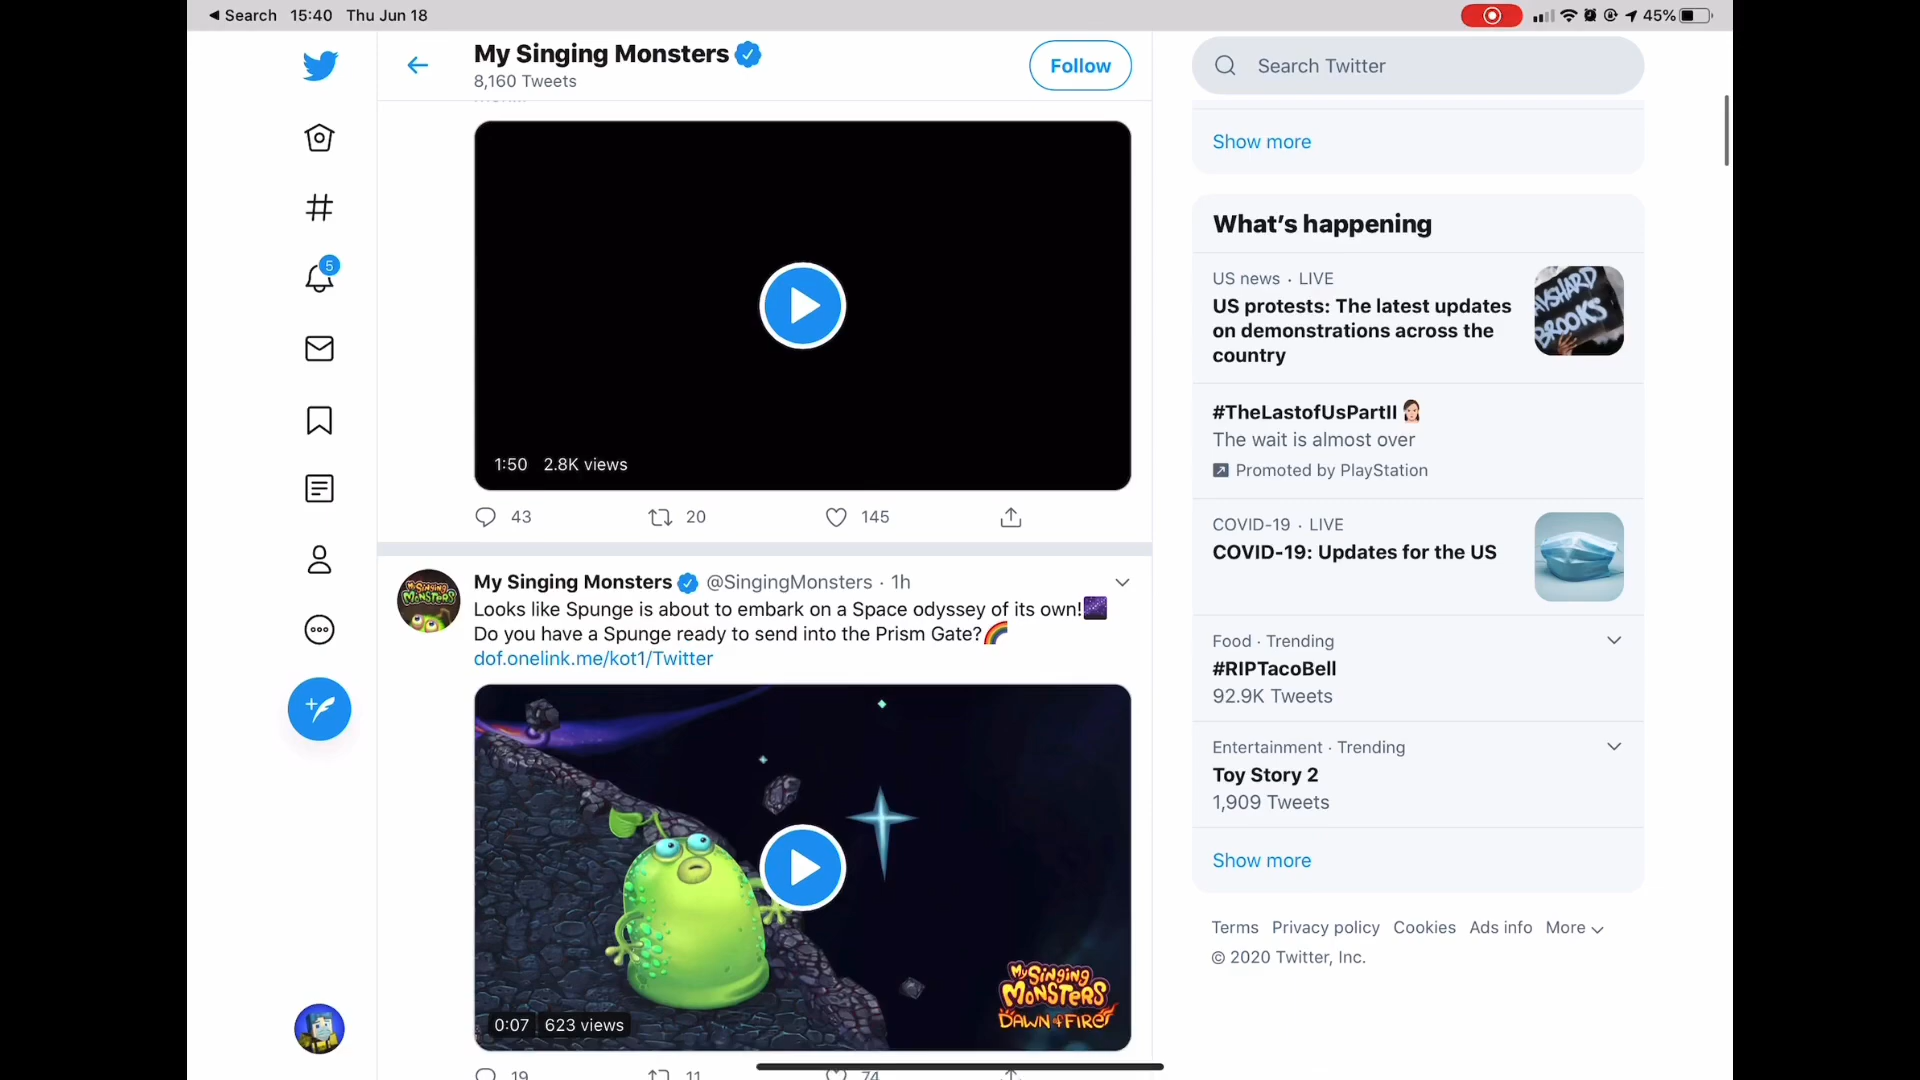 Search 15:40 Thu Jun 18
45%
My Singing Monsters
8,160 Tweets
Follow
Search Twitter
Show more
1:50 2.8K views
43 20 145
5
My Singing Monsters @SingingMonsters · 1h
Looks like Spunge is about to embark on a Space odyssey of its own!
Do you have a Spunge ready to send into the Prism Gate?
dof.onelink.me/kot1/Twitter
My Singing
Monsters
My Singing
Monsters
Dawn of Fire
0:07 623 views
19 11 74
What's happening
US news · LIVE
US protests: The latest updates
on demonstrations across the
country
AYSHARD
BROOKS
#TheLastofUsPartII
The wait is almost over
Promoted by PlayStation
COVID-19 · LIVE
COVID-19: Updates for the US
Food · Trending
#RIPTacoBell
92.9K Tweets
Entertainment · Trending
Toy Story 2
1,909 Tweets
Show more
Terms Privacy policy Cookies Ads info More
© 2020 Twitter, Inc.